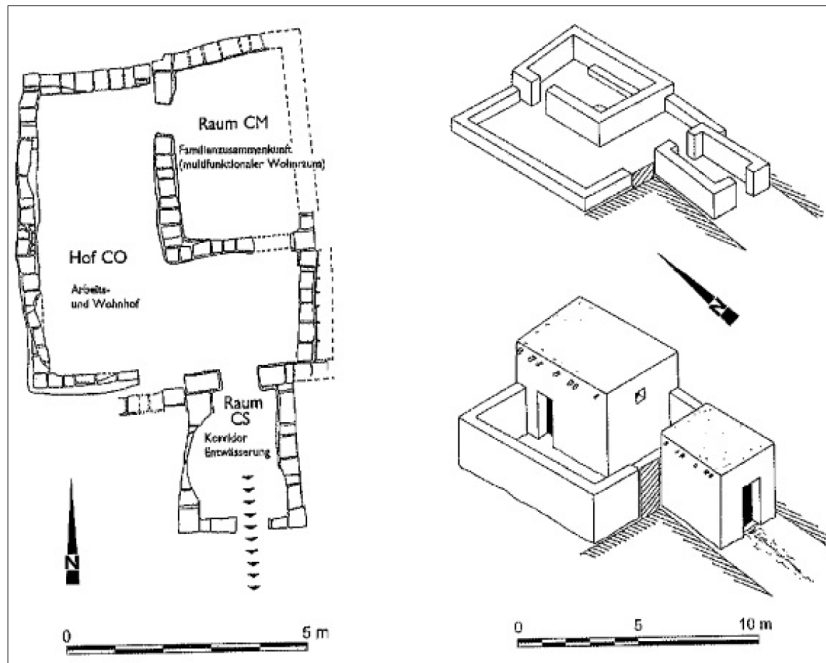 Raum CM
Familienzusammenkunft
(multifunktionaler Wohnraum)
Hof CO
Arbeits-
und Wohnhof
Raum
CS
Korridor
Entwässerung
N
0 5 m
N
0 5 10 m